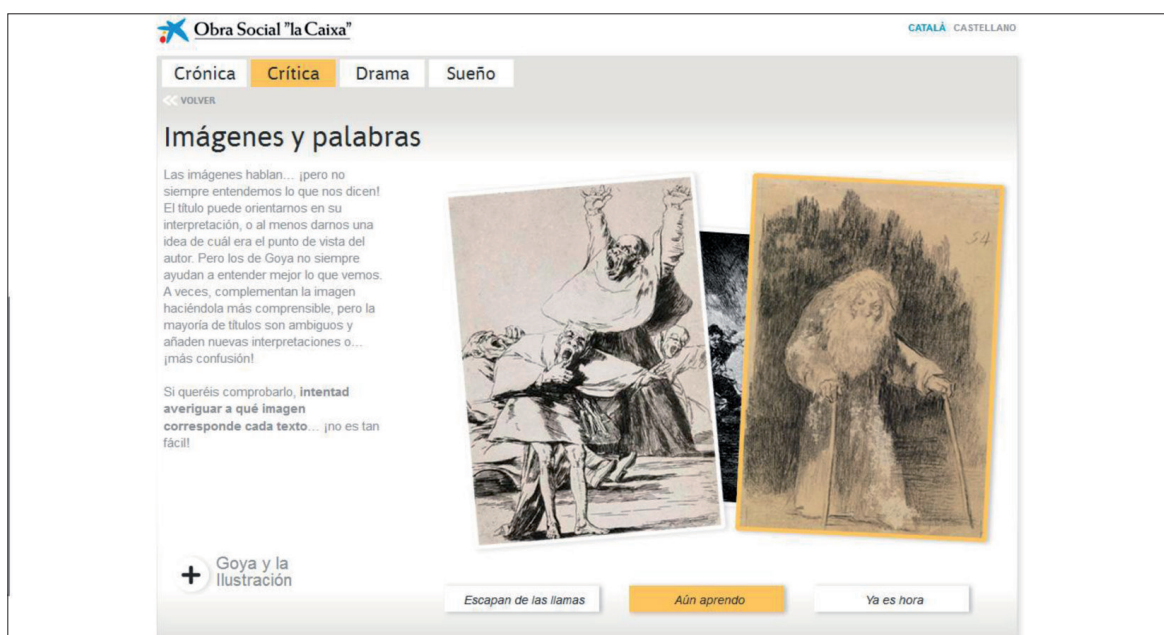 Obra Social "la Caixa"
CATALÀ CASTELLANO
Crónica Crítica Drama Sueño
<< VOLVER
Imágenes y palabras
Las imágenes hablan... ¡pero no
siempre entendemos lo que nos dicen!
El título puede orientarnos en su
interpretación, o al menos darnos una
idea de cuál era el punto de vista del
autor. Pero los de Goya no siempre
ayudan a entender mejor lo que vemos.
A veces, complementan la imagen
haciéndola más comprensible, pero la
mayoría de títulos son ambiguos y
añaden nuevas interpretaciones o...
¡más confusión!
Si queréis comprobarlo, intentad
averiguar a qué imagen
corresponde cada texto... ¡no es tan
fácil!
54
+ Goya y la
Ilustración
Escapan de las llamas
Aún aprendo
Ya es hora